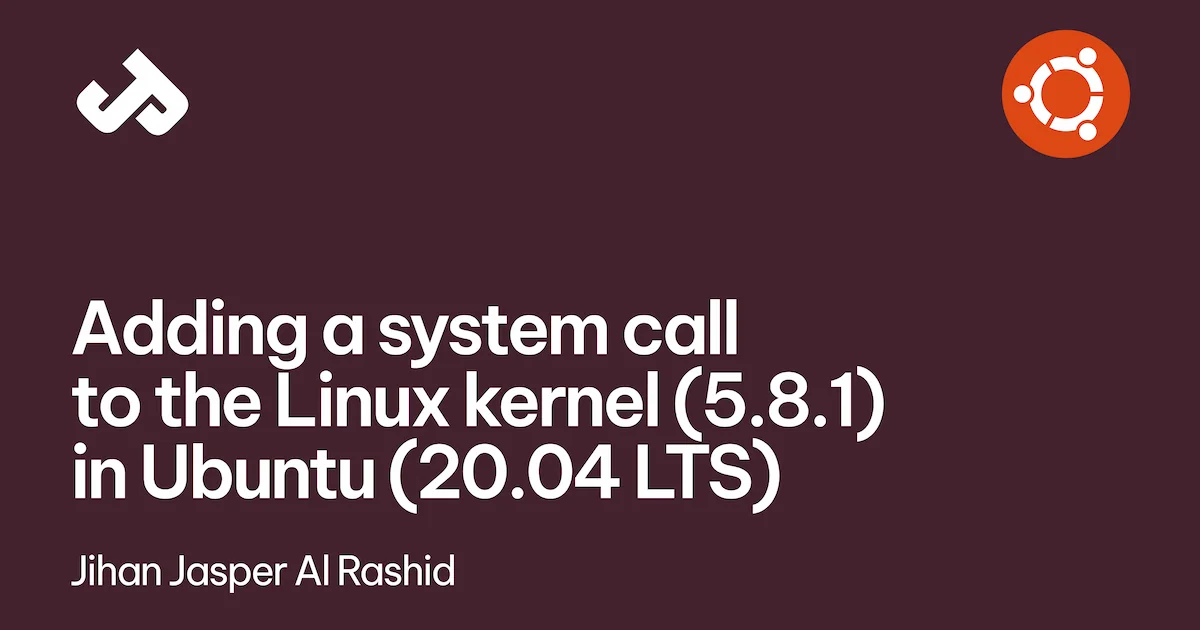 Adding a system call
to the Linux kernel (5.8.1)
in Ubuntu (20.04 LTS)
Jihan Jasper Al Rashid